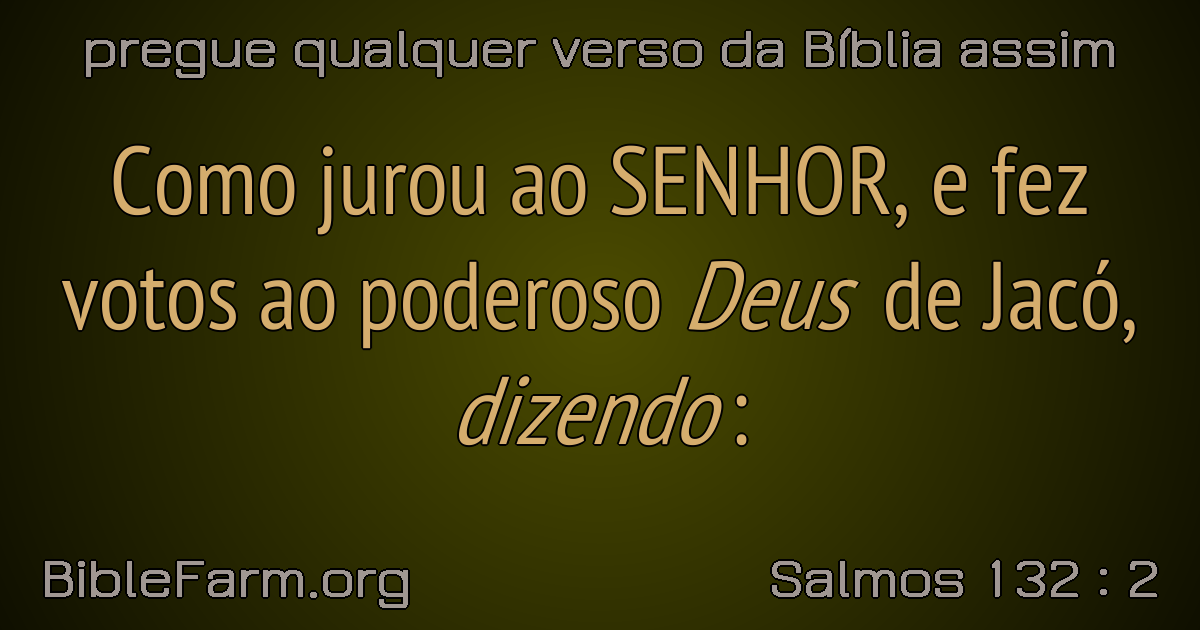 pregue qualquer verso da Bíblia assim
Como jurou ao SENHOR, e fez
votos ao poderoso Deus de Jacó,
dizendo:
BibleFarm.org
Salmos 132 : 2